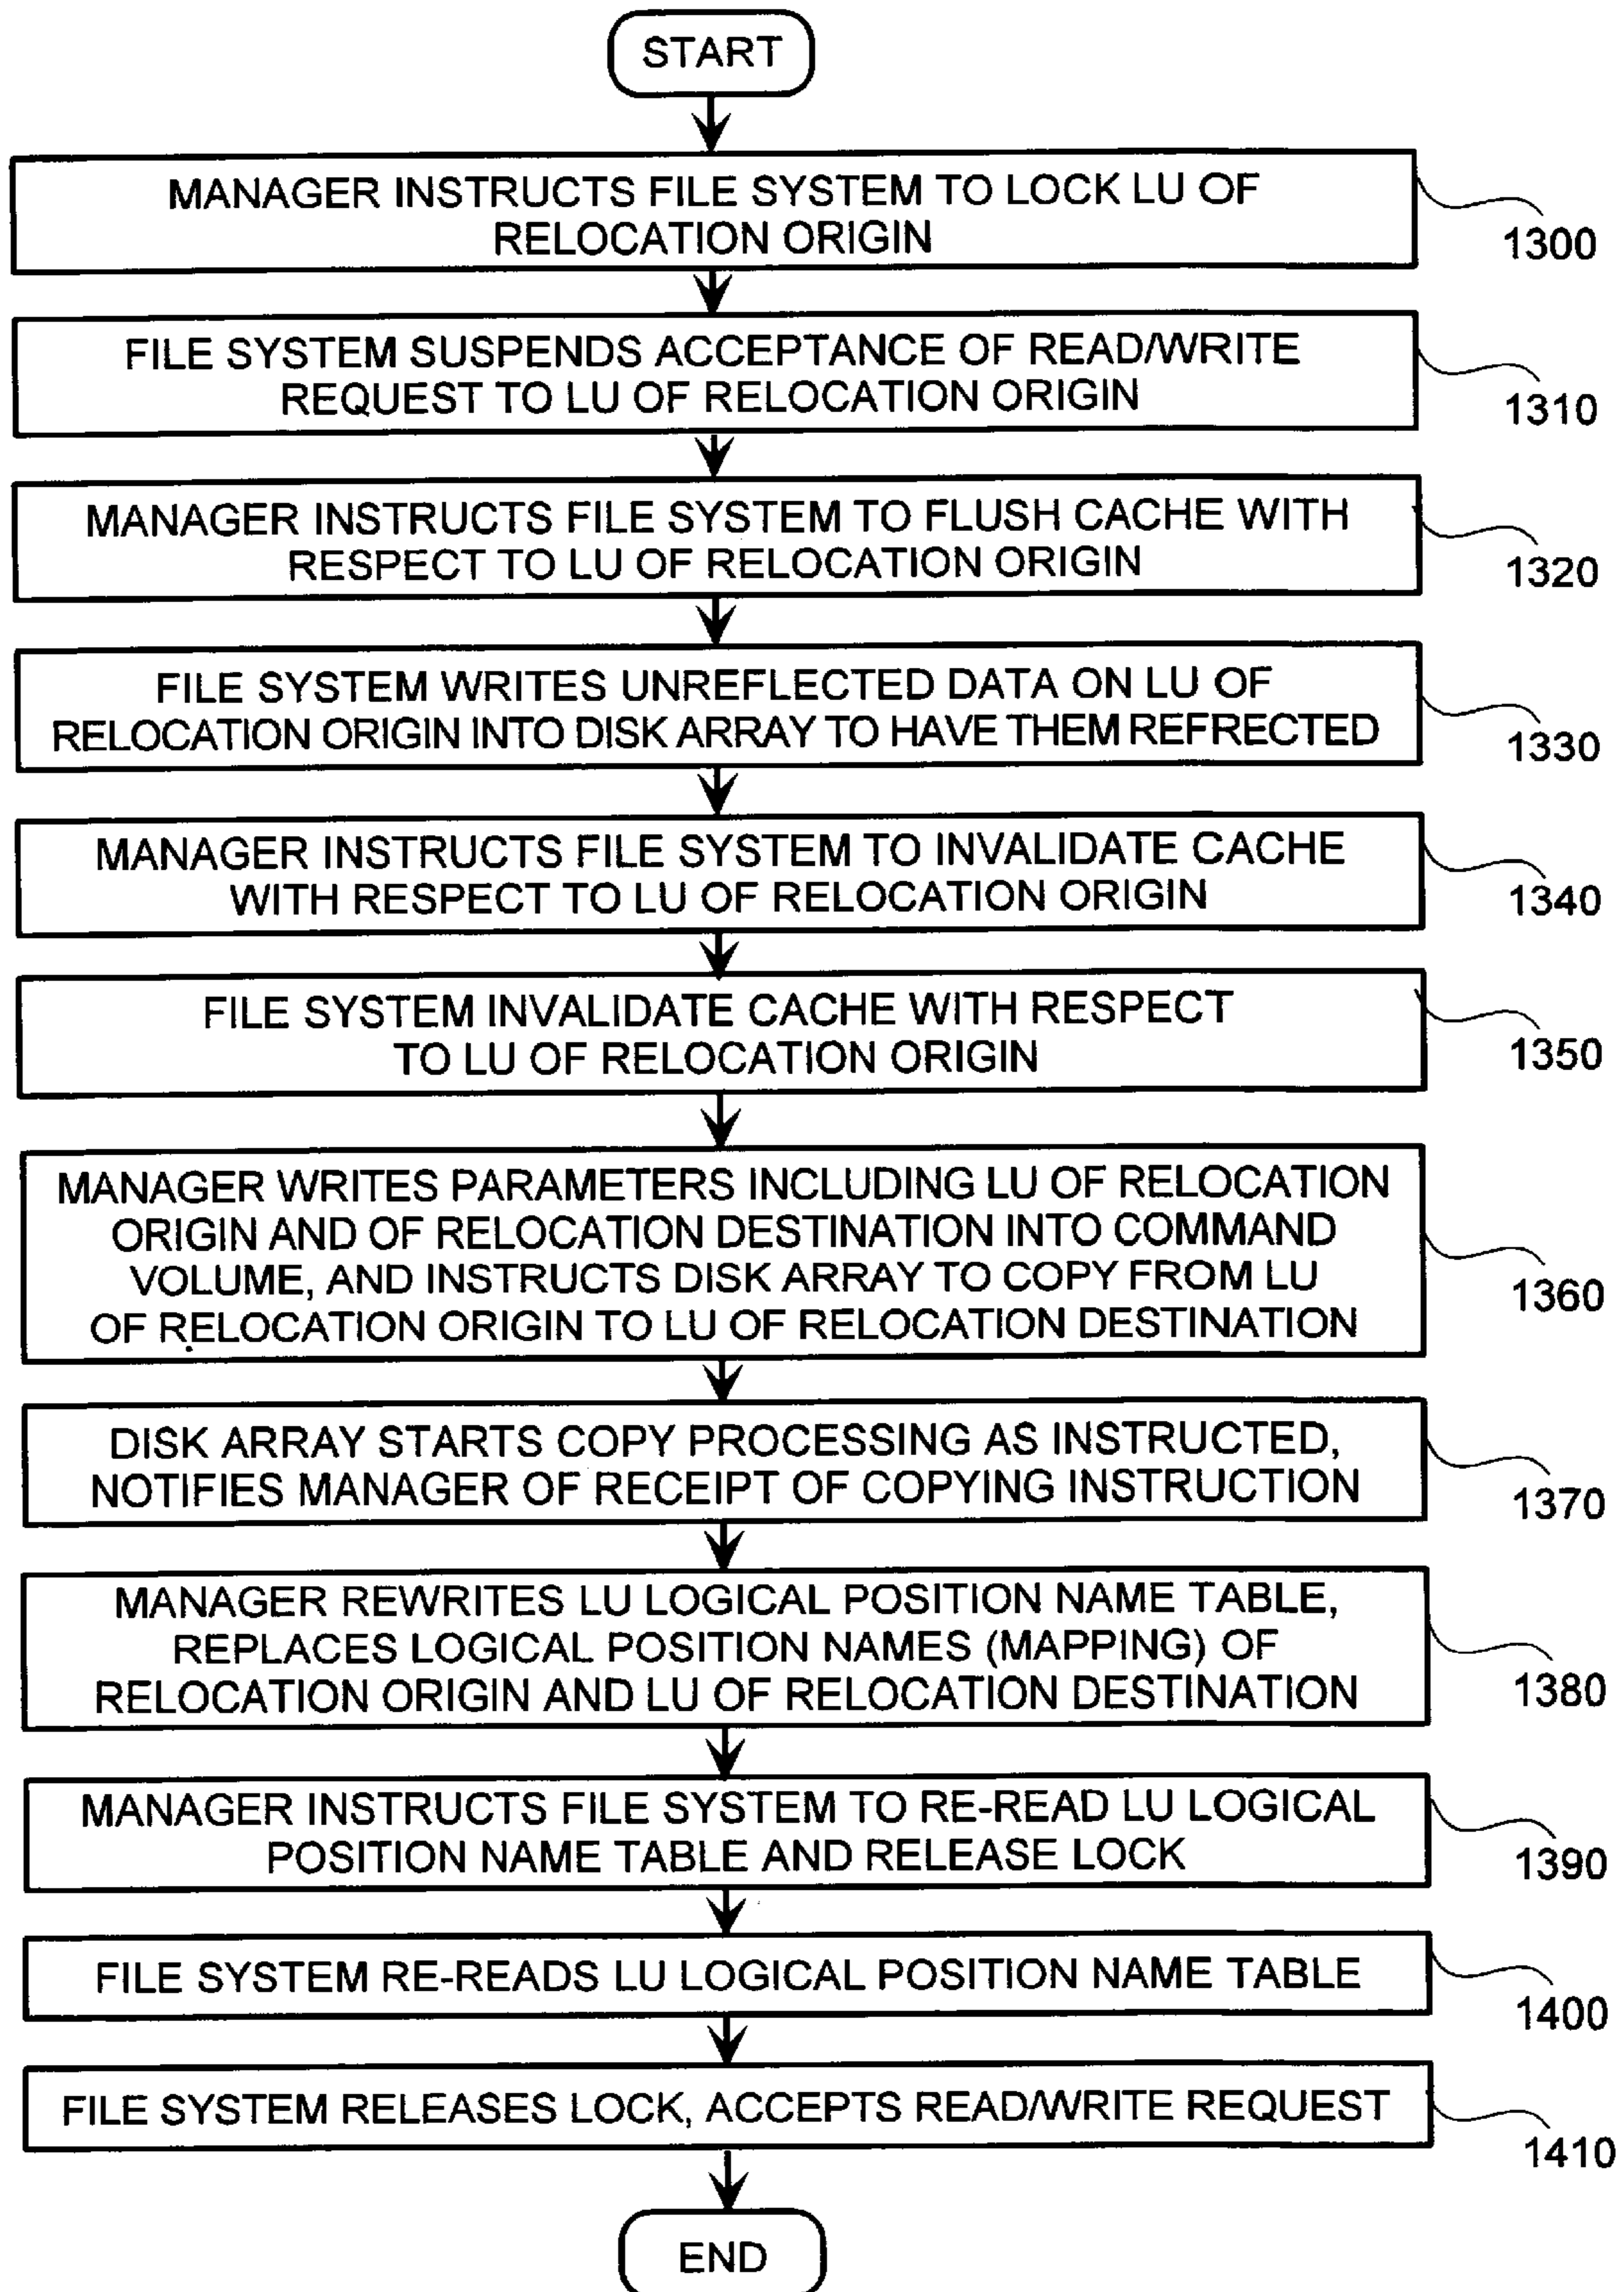 START
MANAGER INSTRUCTS FILE SYSTEM TO LOCK LU OF
RELOCATION ORIGIN
1300
FILE SYSTEM SUSPENDS ACCEPTANCE OF READ/WRITE
REQUEST TO LU OF RELOCATION ORIGIN
1310
MANAGER INSTRUCTS FILE SYSTEM TO FLUSH CACHE WITH
RESPECT TO LU OF RELOCATION ORIGIN
1320
FILE SYSTEM WRITES UNREFLECTED DATA ON LU OF
RELOCATION ORIGIN INTO DISK ARRAY TO HAVE THEM REFRECTED
1330
MANAGER INSTRUCTS FILE SYSTEM TO INVALIDATE CACHE
WITH RESPECT TO LU OF RELOCATION ORIGIN
1340
FILE SYSTEM INVALIDATE CACHE WITH RESPECT
TO LU OF RELOCATION ORIGIN
1350
MANAGER WRITES PARAMETERS INCLUDING LU OF RELOCATION
ORIGIN AND OF RELOCATION DESTINATION INTO COMMAND
VOLUME, AND INSTRUCTS DISK ARRAY TO COPY FROM LU
OF RELOCATION ORIGIN TO LU OF RELOCATION DESTINATION
1360
DISK ARRAY STARTS COPY PROCESSING AS INSTRUCTED,
NOTIFIES MANAGER OF RECEIPT OF COPYING INSTRUCTION
1370
MANAGER REWRITES LU LOGICAL POSITION NAME TABLE,
REPLACES LOGICAL POSITION NAMES (MAPPING) OF
RELOCATION ORIGIN AND LU OF RELOCATION DESTINATION
1380
MANAGER INSTRUCTS FILE SYSTEM TO RE-READ LU LOGICAL
POSITION NAME TABLE AND RELEASE LOCK
1390
FILE SYSTEM RE-READS LU LOGICAL POSITION NAME TABLE
1400
FILE SYSTEM RELEASES LOCK, ACCEPTS READ/WRITE REQUEST
1410
END